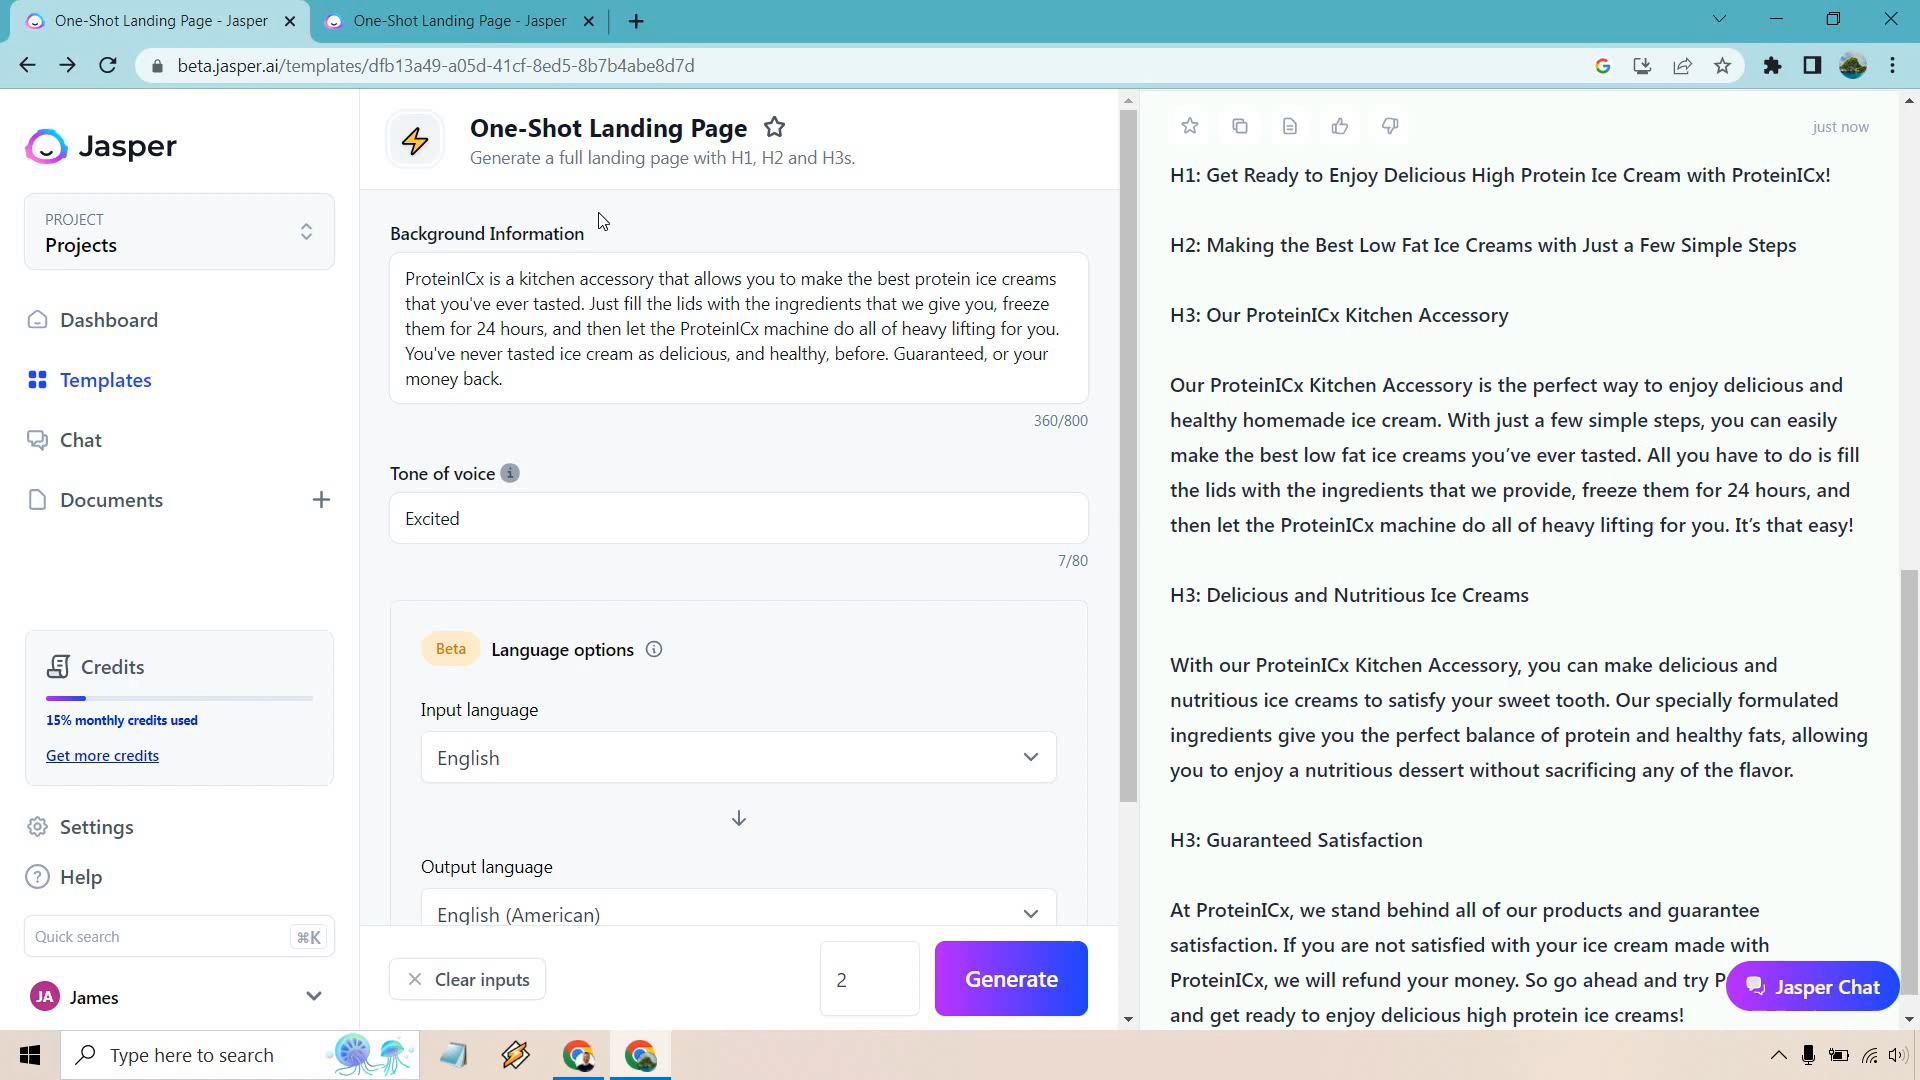 One-Shot Landing Page - Jasper
One-Shot Landing Page - Jasper
beta.jasper.ai/templates/dfb13a49-a05d-41cf-8ed5-8b7b4abe8d7d
Jasper
PROJECT
Projects
Dashboard
Templates
Chat
Documents
Credits
15% monthly credits used
Get more credits
Settings
Help
Quick search
⌘K
JA
James
One-Shot Landing Page
Generate a full landing page with H1, H2 and H3s.
Background Information
ProteinICx is a kitchen accessory that allows you to make the best protein ice creams
that you've ever tasted. Just fill the lids with the ingredients that we give you, freeze
them for 24 hours, and then let the ProteinICx machine do all of heavy lifting for you.
You've never tasted ice cream as delicious, and healthy, before. Guaranteed, or your
money back.
360/800
Tone of voice
Excited
7/80
Beta
Language options
Input language
English
Output language
English (American)
Clear inputs
2
Generate
just now
H1: Get Ready to Enjoy Delicious High Protein Ice Cream with ProteinICx!
H2: Making the Best Low Fat Ice Creams with Just a Few Simple Steps
H3: Our ProteinICx Kitchen Accessory
Our ProteinICx Kitchen Accessory is the perfect way to enjoy delicious and
healthy homemade ice cream. With just a few simple steps, you can easily
make the best low fat ice creams you've ever tasted. All you have to do is fill
the lids with the ingredients that we provide, freeze them for 24 hours, and
then let the ProteinICx machine do all of heavy lifting for you. It's that easy!
H3: Delicious and Nutritious Ice Creams
With our ProteinICx Kitchen Accessory, you can make delicious and
nutritious ice creams to satisfy your sweet tooth. Our specially formulated
ingredients give you the perfect balance of protein and healthy fats, allowing
you to enjoy a nutritious dessert without sacrificing any of the flavor.
H3: Guaranteed Satisfaction
At ProteinICx, we stand behind all of our products and guarantee
satisfaction. If you are not satisfied with your ice cream made with
ProteinICx, we will refund your money. So go ahead and try P
and get ready to enjoy delicious high protein ice creams!
Jasper Chat
Type here to search